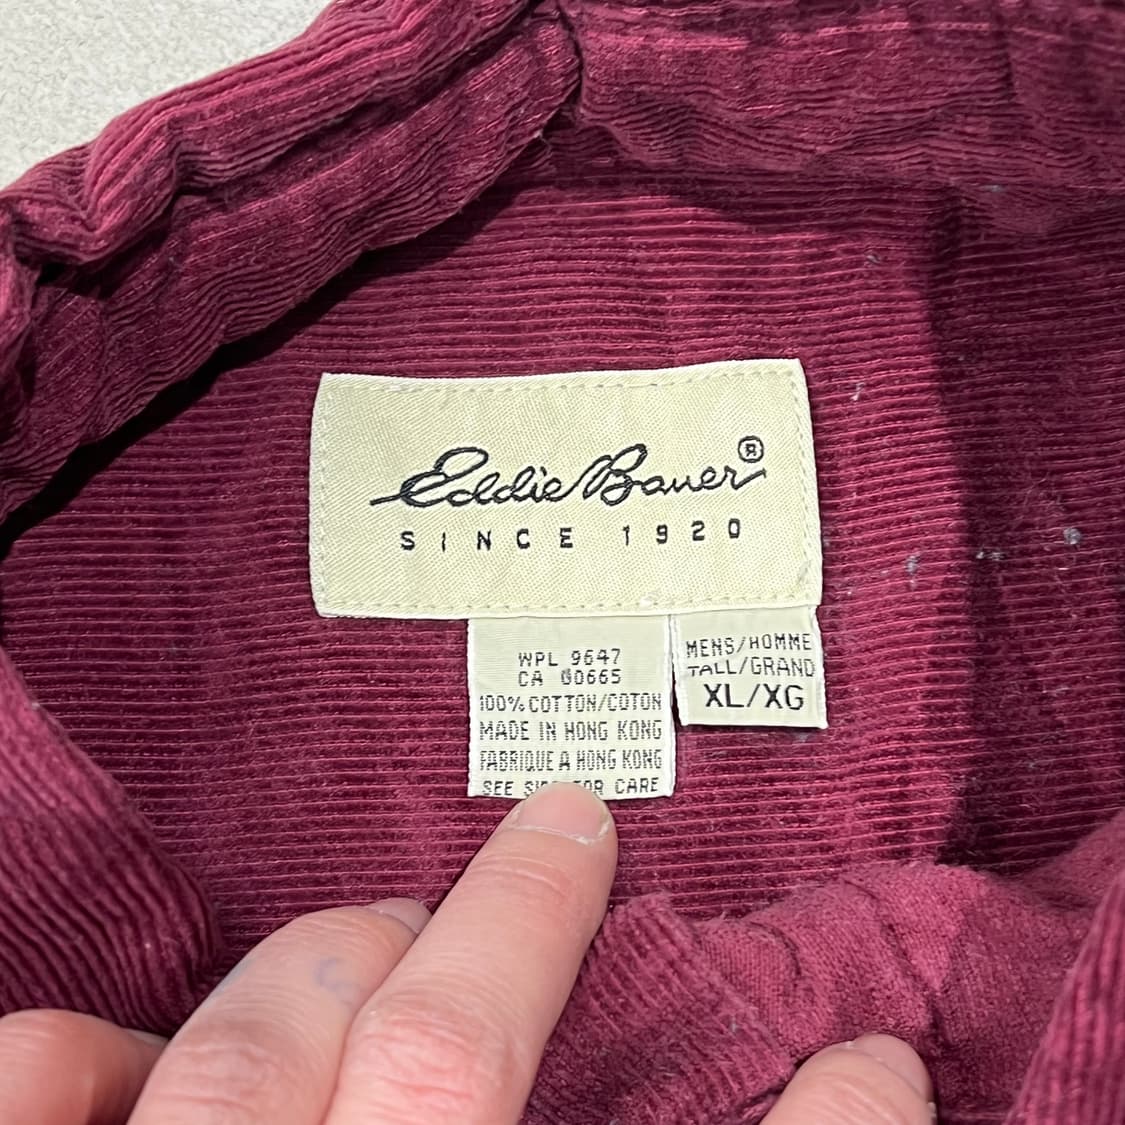 Eddie Bauer®
SINCE 1920
WPL 9647
CA 00665
100% COTTON/COTON
MADE IN HONG KONG
FABRIQUE A HONG KONG
SEE CARE
MENS/HOMME
TALL/GRAND
XL/XG